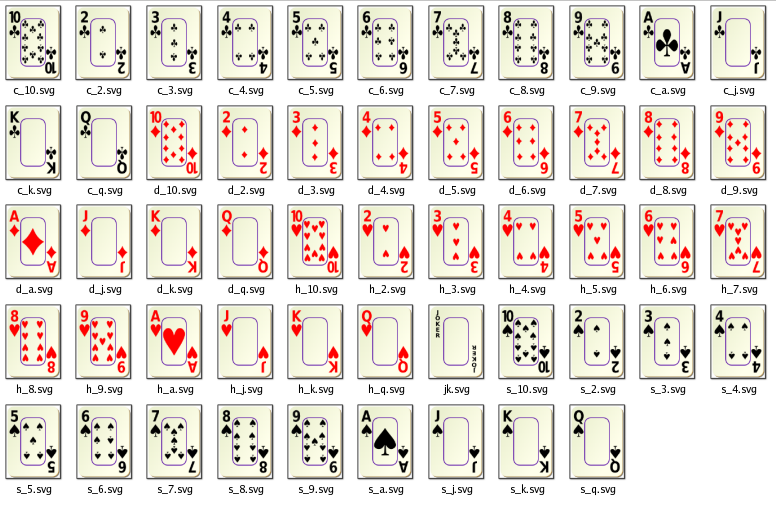 10 2 3 4 5 6 7 8 9 A J
10 2 3 4 5 6 7 8 9 A J
c_10.svg c_2.svg c_3.svg c_4.svg c_5.svg c_6.svg c_7.svg c_8.svg c_9.svg c_a.svg c_j.svg
K Q 10 2 3 4 5 6 7 8 9
K Q 10 2 3 4 5 6 7 8 9
c_k.svg c_q.svg d_10.svg d_2.svg d_3.svg d_4.svg d_5.svg d_6.svg d_7.svg d_8.svg d_9.svg
A J K Q 10 2 3 4 5 6 7
A J K Q 10 2 3 4 5 6 7
d_a.svg d_j.svg d_k.svg d_q.svg h_10.svg h_2.svg h_3.svg h_4.svg h_5.svg h_6.svg h_7.svg
8 9 A J K Q JOKER 10 2 3 4
8 9 A J K Q JOKER 10 2 3 4
h_8.svg h_9.svg h_a.svg h_j.svg h_k.svg h_q.svg jk.svg s_10.svg s_2.svg s_3.svg s_4.svg
5 6 7 8 9 A J K Q
5 6 7 8 9 A J K Q
s_5.svg s_6.svg s_7.svg s_8.svg s_9.svg s_a.svg s_j.svg s_k.svg s_q.svg